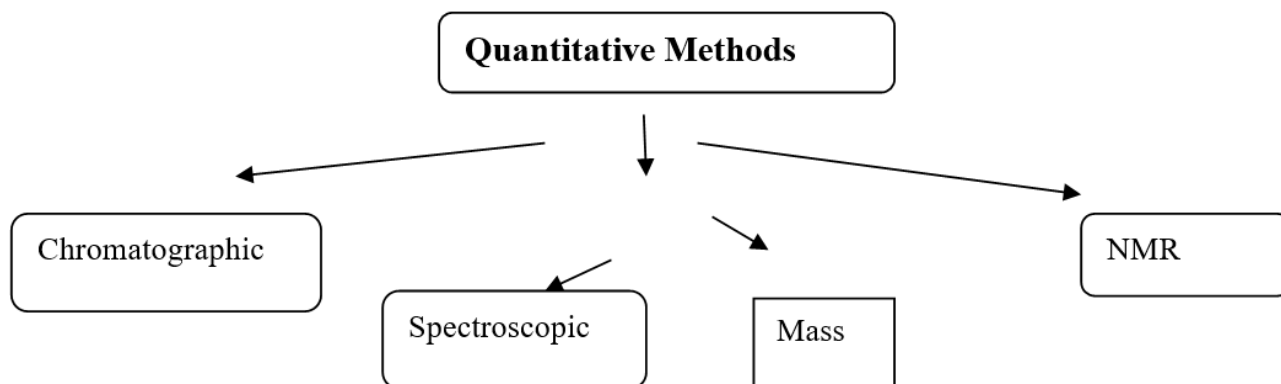 Quantitative Methods
Chromatographic
NMR
Spectroscopic
Mass